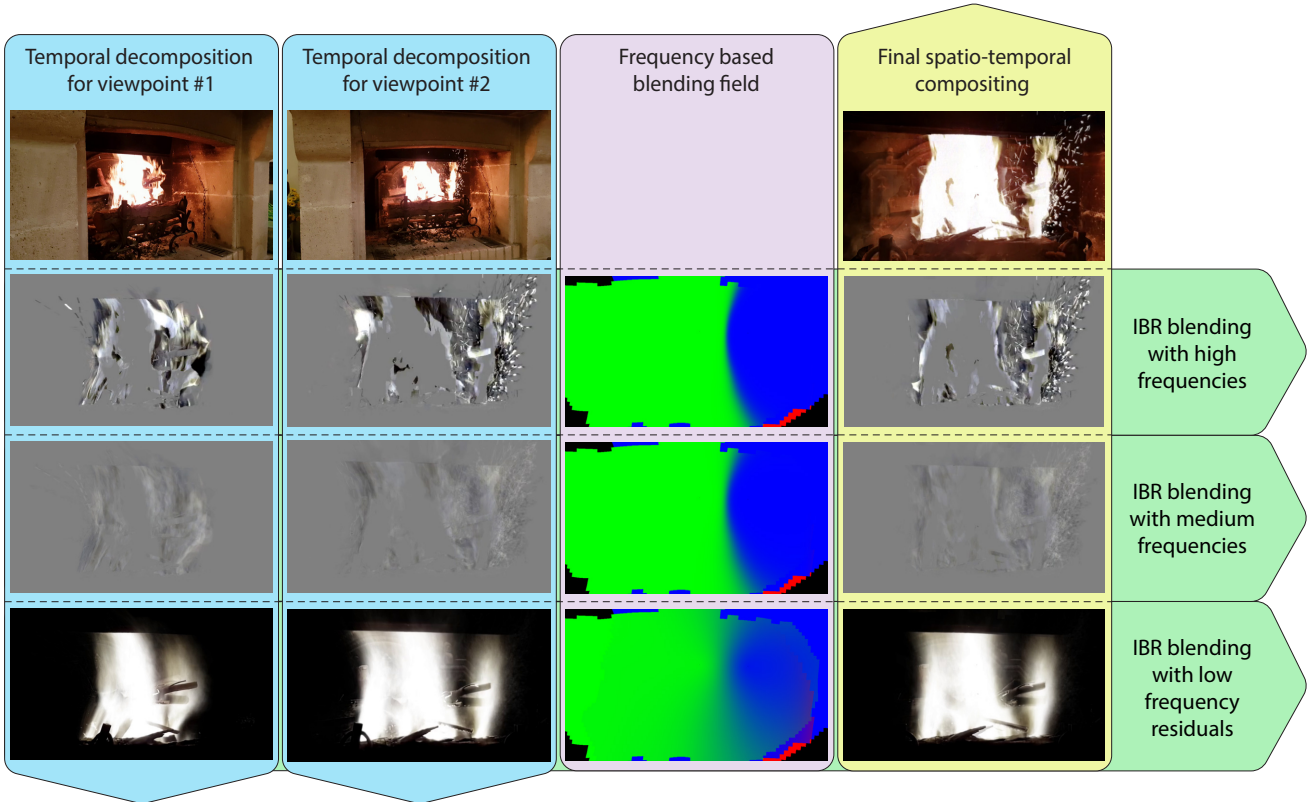 Temporal decomposition
for viewpoint #1
Temporal decomposition
for viewpoint #2
Frequency based
blending field
Final spatio-temporal
compositing
IBR blending
with high
frequencies
IBR blending
with medium
frequencies
IBR blending
with low
frequency
residuals